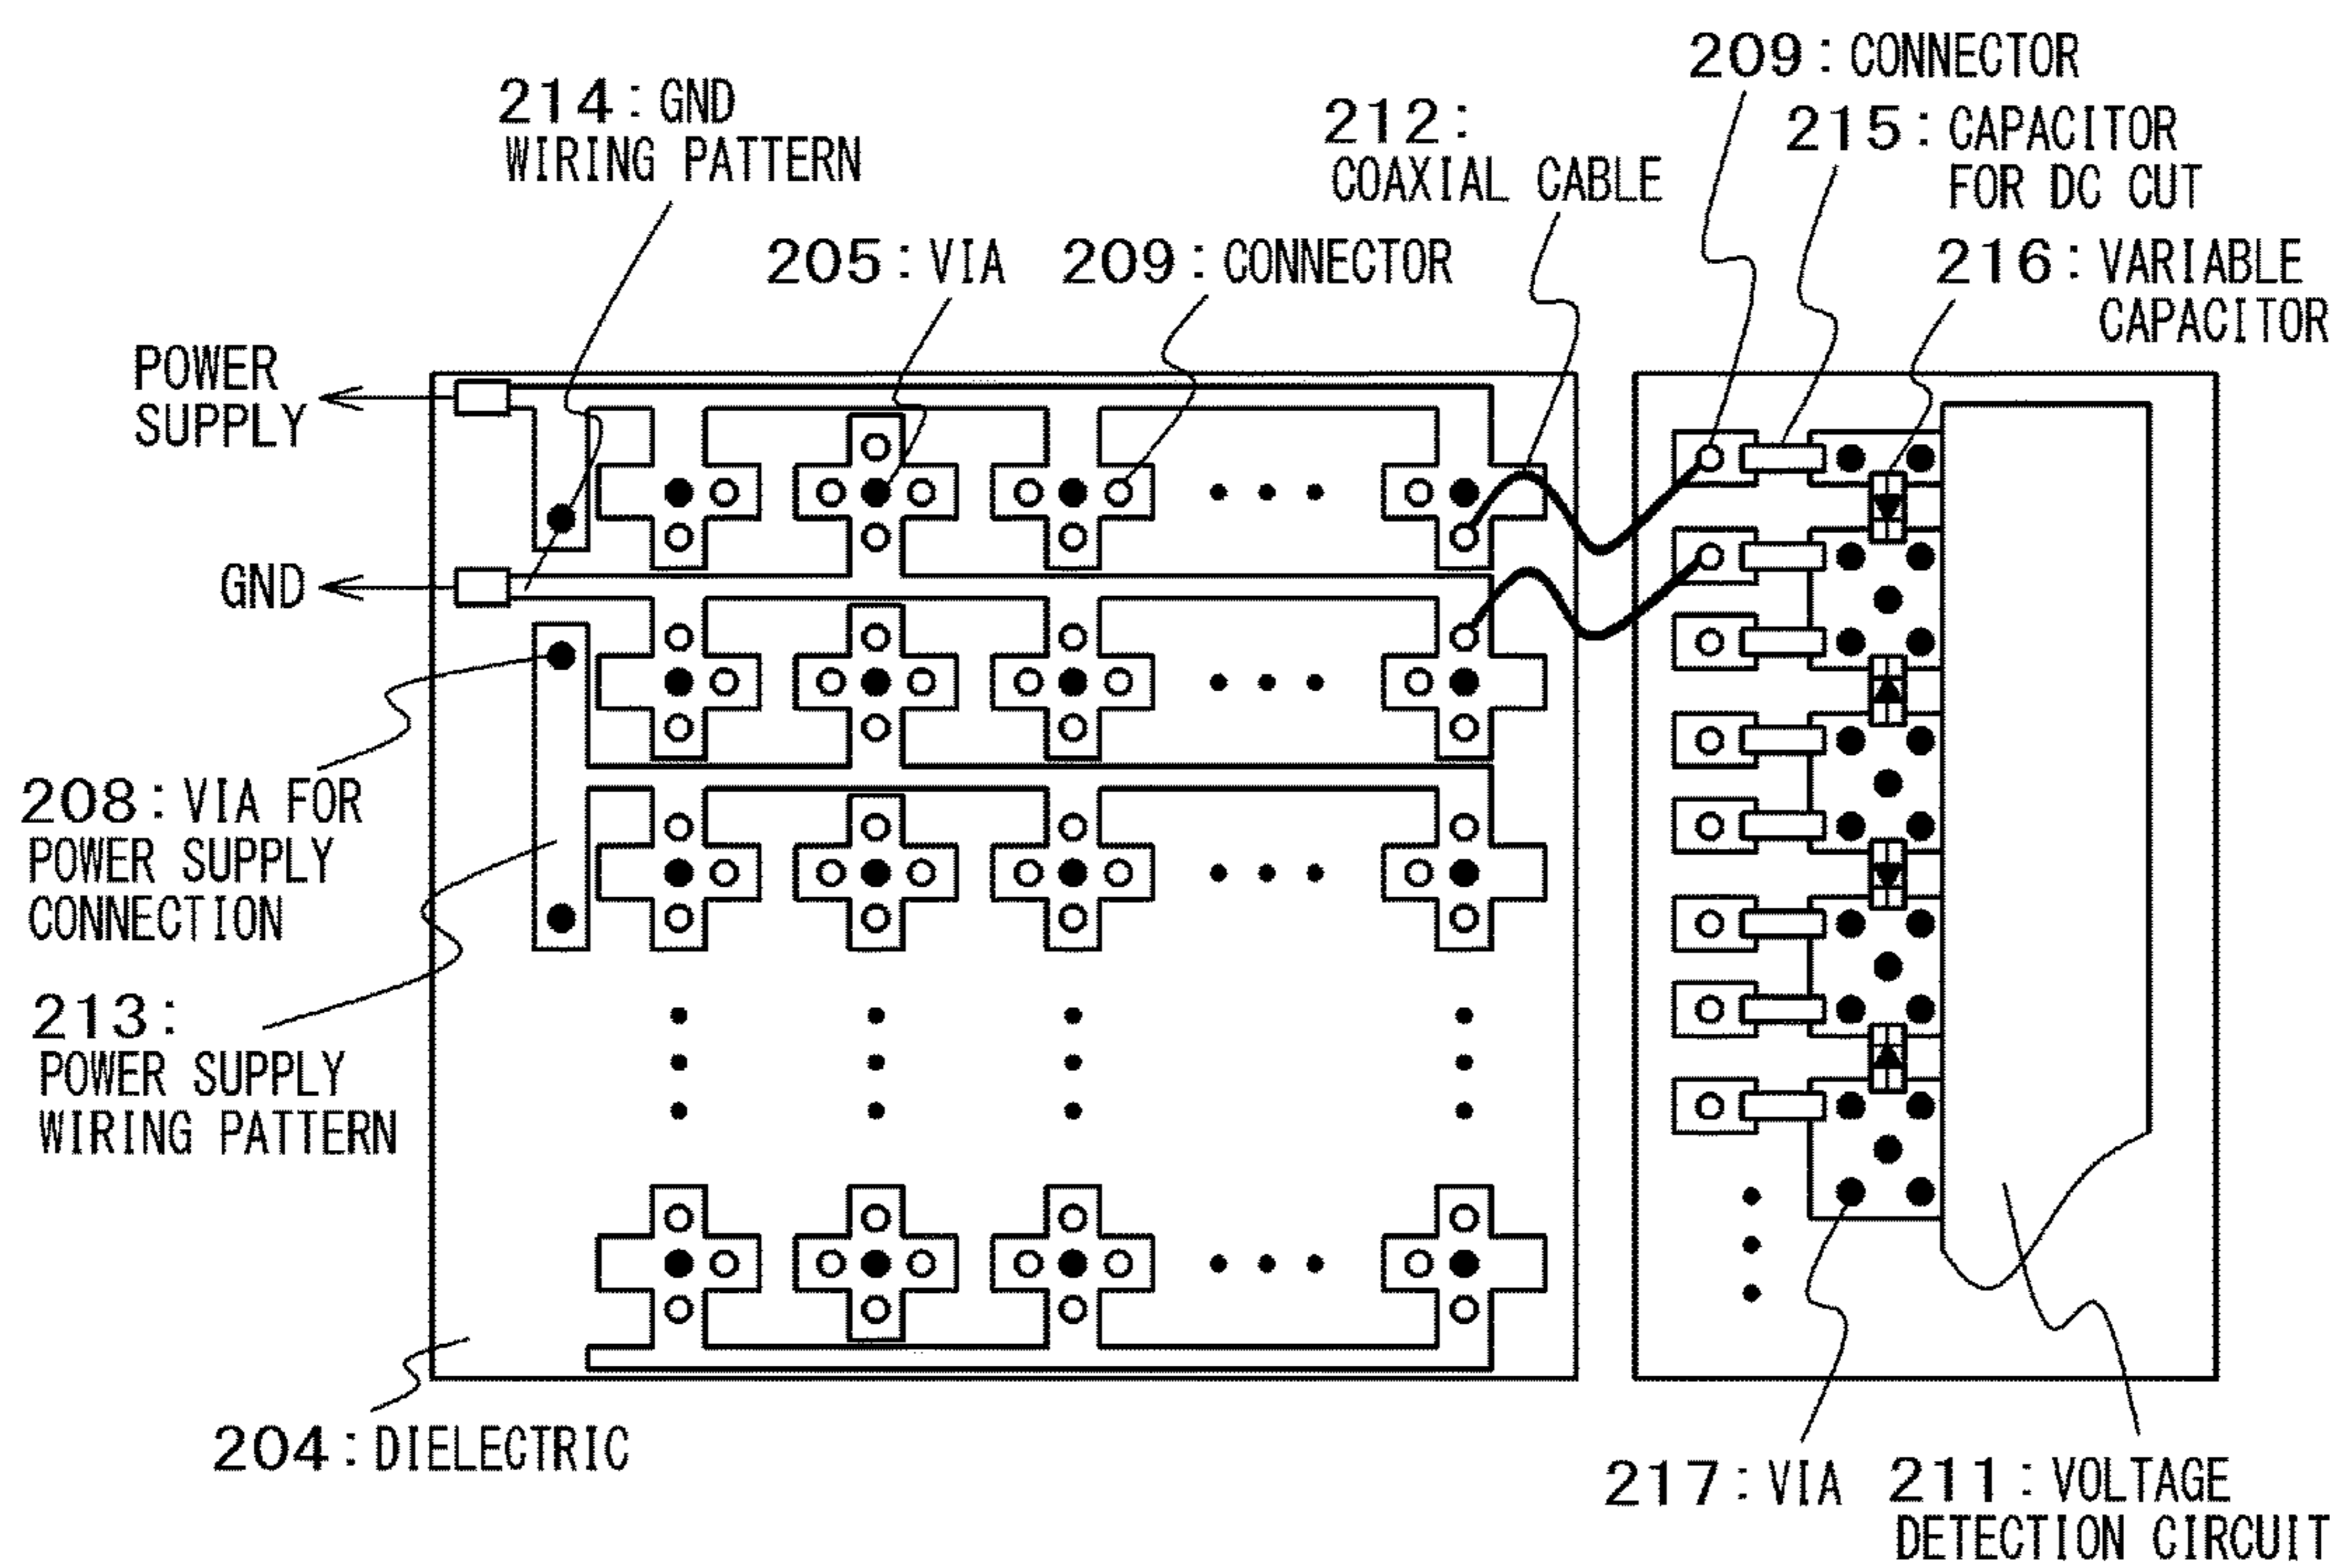 209: CONNECTOR
214: GND
WIRING PATTERN
212:
COAXIAL CABLE
215: CAPACITOR
FOR DC CUT
205: VIA
209: CONNECTOR
216: VARIABLE
CAPACITOR
POWER
SUPPLY
GND
208: VIA FOR
POWER SUPPLY
CONNECTION
213:
POWER SUPPLY
WIRING PATTERN
204: DIELECTRIC
217: VIA
211: VOLTAGE
DETECTION CIRCUIT